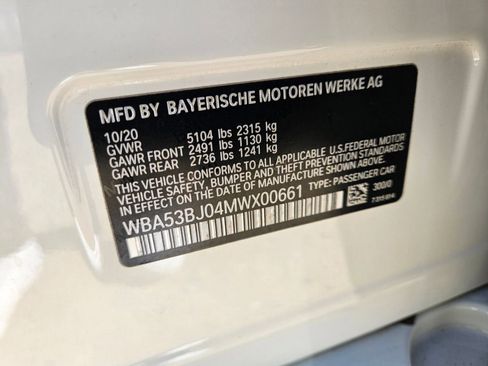 MFD BY BAYERISCHE MOTOREN WERKE AG
10/20
GVWR 5104 lbs 2315 kg
GAWR FRONT 2491 lbs 1130 kg
GAWR REAR 2736 lbs 1241 kg
THIS VEHICLE CONFORMS TO ALL APPLICABLE U.S.FEDERAL MOTOR
VEHICLE SAFETY, BUMPER, AND THEFT PREVENTION STANDARDS
IN EFFECT ON THE DATE OF MANUFACTURE SHOWN ABOVE.
WBA53BJ04MWX00661 TYPE: PASSENGER CAR
300/0